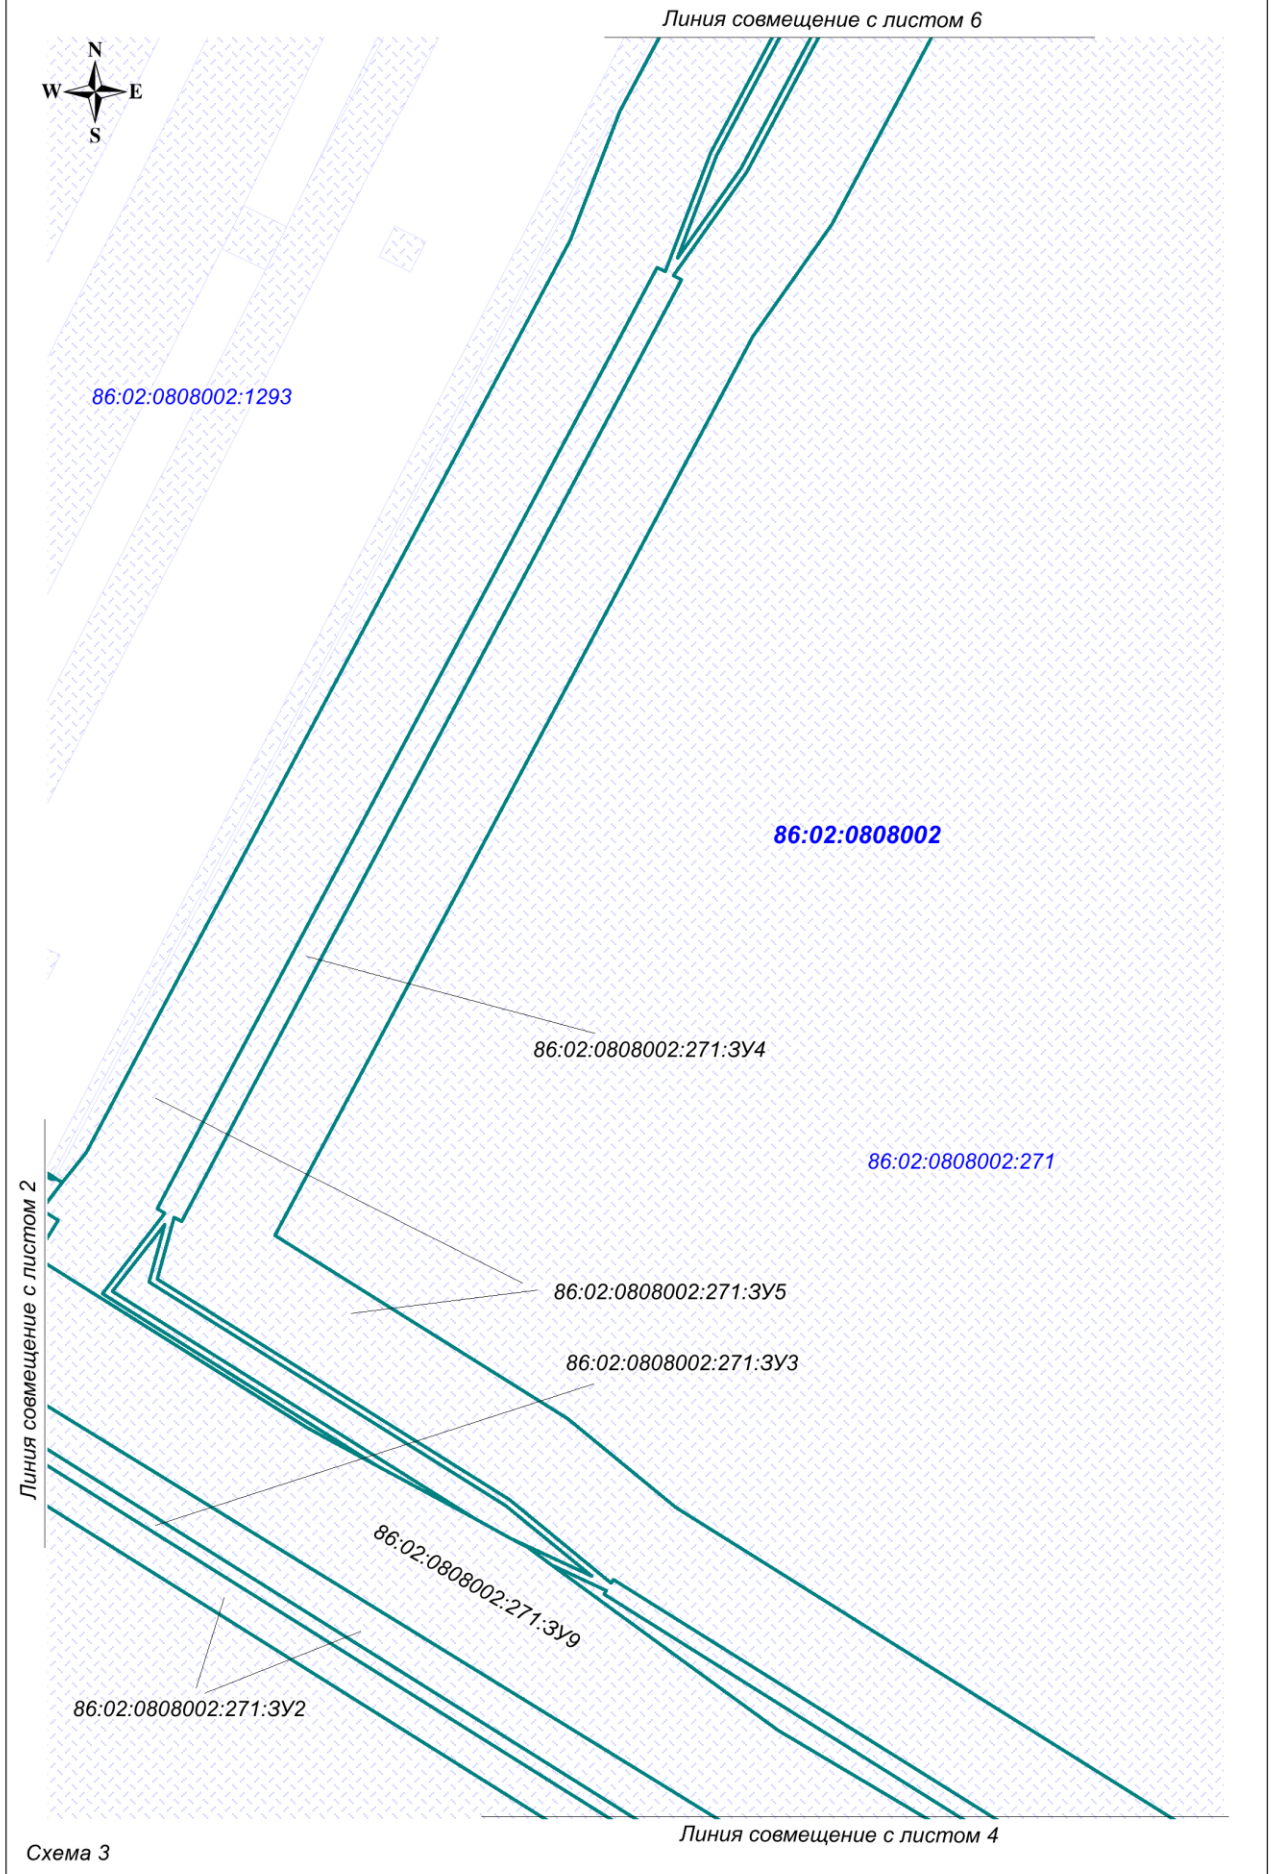 Линия совмещение с листом 6
N
W E
S
86:02:0808002:1293
86:02:0808002
86:02:0808002:271:ЗУ4
86:02:0808002:271
Линия совмещение с листом 2
86:02:0808002:271:ЗУ5
86:02:0808002:271:ЗУ3
86:02:0808002:271:ЗУ9
86:02:0808002:271:ЗУ2
Линия совмещение с листом 4
Схема 3